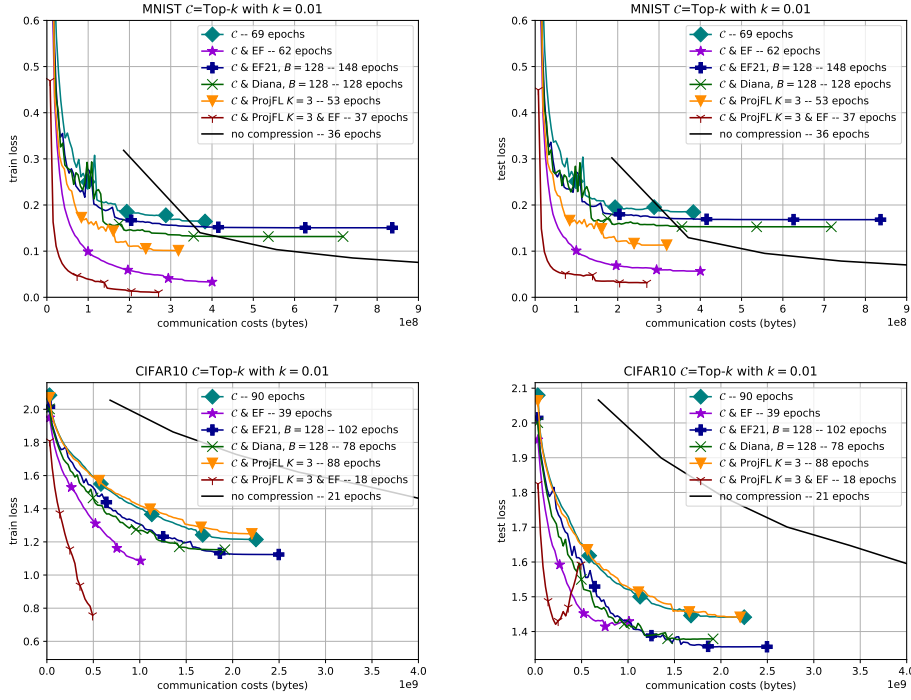 MNIST 𝒞=Top-k with k = 0.01
train loss
0.6
0.5
0.4
0.3
0.2
0.1
0.0
𝒞 -- 69 epochs
𝒞 & EF -- 62 epochs
𝒞 & EF21, B = 128 -- 148 epochs
𝒞 & Diana, B = 128 -- 128 epochs
𝒞 & ProjFL K = 3 -- 53 epochs
𝒞 & ProjFL K = 3 & EF -- 37 epochs
no compression -- 36 epochs
0 1 2 3 4 5 6 7 8 9
communication costs (bytes)
1e8
MNIST 𝒞=Top-k with k = 0.01
test loss
0.6
0.5
0.4
0.3
0.2
0.1
0.0
𝒞 -- 69 epochs
𝒞 & EF -- 62 epochs
𝒞 & EF21, B = 128 -- 148 epochs
𝒞 & Diana, B = 128 -- 128 epochs
𝒞 & ProjFL K = 3 -- 53 epochs
𝒞 & ProjFL K = 3 & EF -- 37 epochs
no compression -- 36 epochs
0 1 2 3 4 5 6 7 8 9
communication costs (bytes)
1e8
CIFAR10 𝒞=Top-k with k = 0.01
train loss
2.0
1.8
1.6
1.4
1.2
1.0
0.8
0.6
𝒞 -- 90 epochs
𝒞 & EF -- 39 epochs
𝒞 & EF21, B = 128 -- 102 epochs
𝒞 & Diana, B = 128 -- 78 epochs
𝒞 & ProjFL K = 3 -- 88 epochs
𝒞 & ProjFL K = 3 & EF -- 18 epochs
no compression -- 21 epochs
0.0 0.5 1.0 1.5 2.0 2.5 3.0 3.5 4.0
communication costs (bytes)
1e9
CIFAR10 𝒞=Top-k with k = 0.01
test loss
2.1
2.0
1.9
1.8
1.7
1.6
1.5
1.4
𝒞 -- 90 epochs
𝒞 & EF -- 39 epochs
𝒞 & EF21, B = 128 -- 102 epochs
𝒞 & Diana, B = 128 -- 78 epochs
𝒞 & ProjFL K = 3 -- 88 epochs
𝒞 & ProjFL K = 3 & EF -- 18 epochs
no compression -- 21 epochs
0.0 0.5 1.0 1.5 2.0 2.5 3.0 3.5 4.0
communication costs (bytes)
1e9